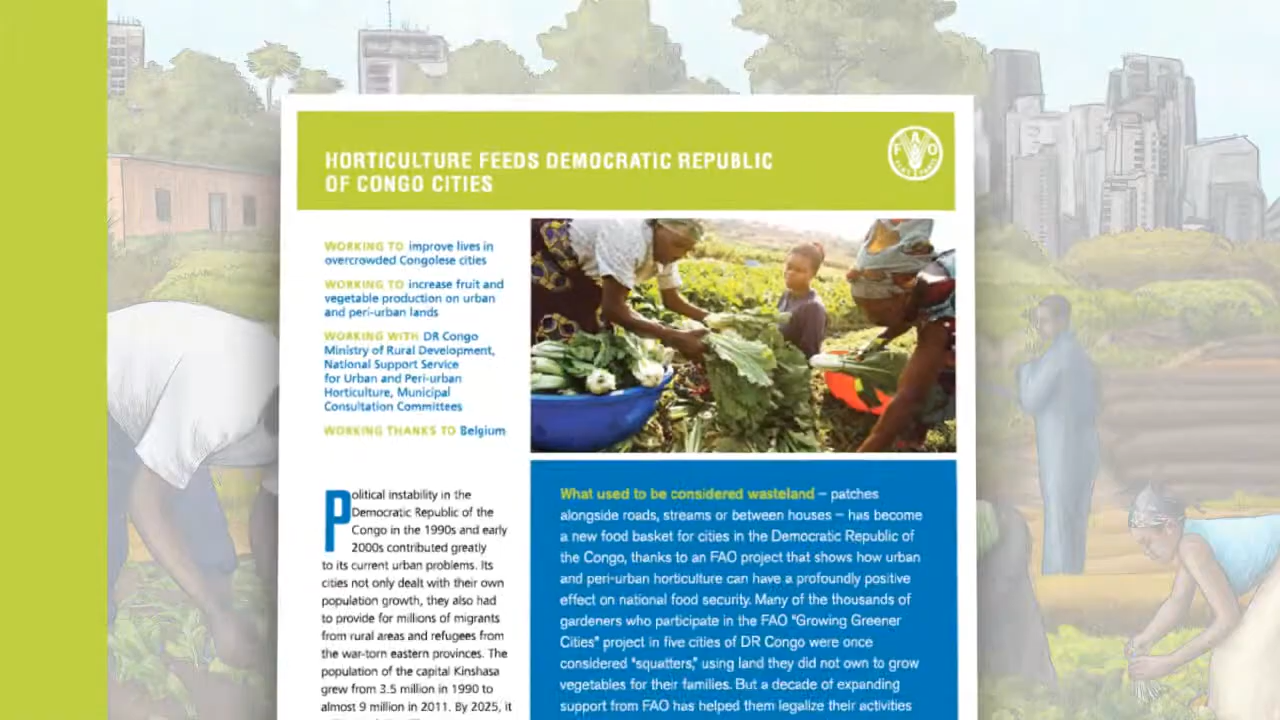 HORTICULTURE FEEDS DEMOCRATIC REPUBLIC
OF CONGO CITIES
FAO
WORKING TO improve lives in
overcrowded Congolese cities
WORKING TO increase fruit and
vegetable production on urban
and peri-urban lands
WORKING WITH DR Congo
Ministry of Rural Development,
National Support Service
for Urban and Peri-urban
Horticulture, Municipal
Consultation Committees
WORKING THANKS TO Belgium
Political instability in the
Democratic Republic of the
Congo in the 1990s and early
2000s contributed greatly
to its current urban problems. Its
cities not only dealt with their own
population growth, they also had
to provide for millions of migrants
from rural areas and refugees from
the war-torn eastern provinces. The
population of the capital Kinshasa
grew from 3.5 million in 1990 to
almost 9 million in 2011. By 2025, it
What used to be considered wasteland – patches
alongside roads, streams or between houses – has become
a new food basket for cities in the Democratic Republic of
the Congo, thanks to an FAO project that shows how urban
and peri-urban horticulture can have a profoundly positive
effect on national food security. Many of the thousands of
gardeners who participate in the FAO "Growing Greener
Cities" project in five cities of DR Congo were once
considered "squatters," using land they did not own to grow
vegetables for their families. But a decade of expanding
support from FAO has helped them legalize their activities